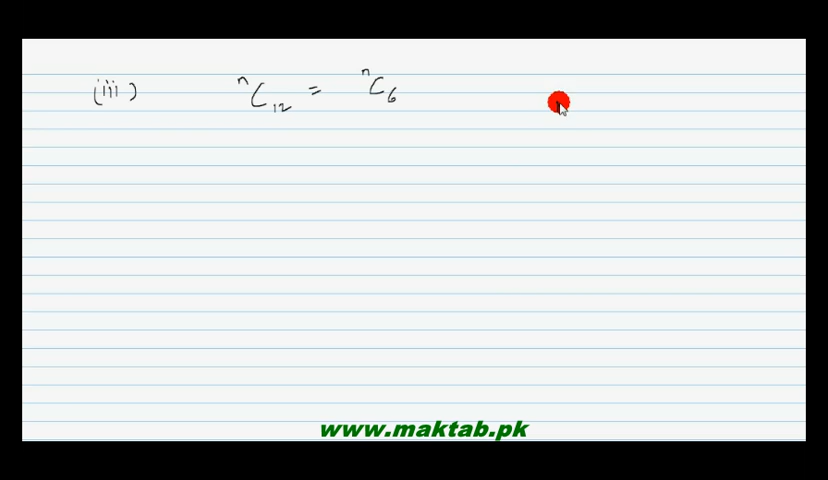 (iii) ⁿC₁₂ = ⁿC₆
www.maktab.pk